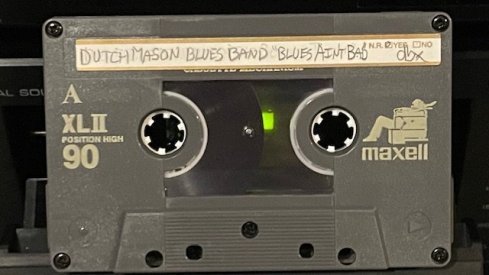 DUTCH MASON BLUES BAND "BLUES AIN'T BAD" N.R. YES NO dbx
A
XLII
POSITION HIGH
90
maxell